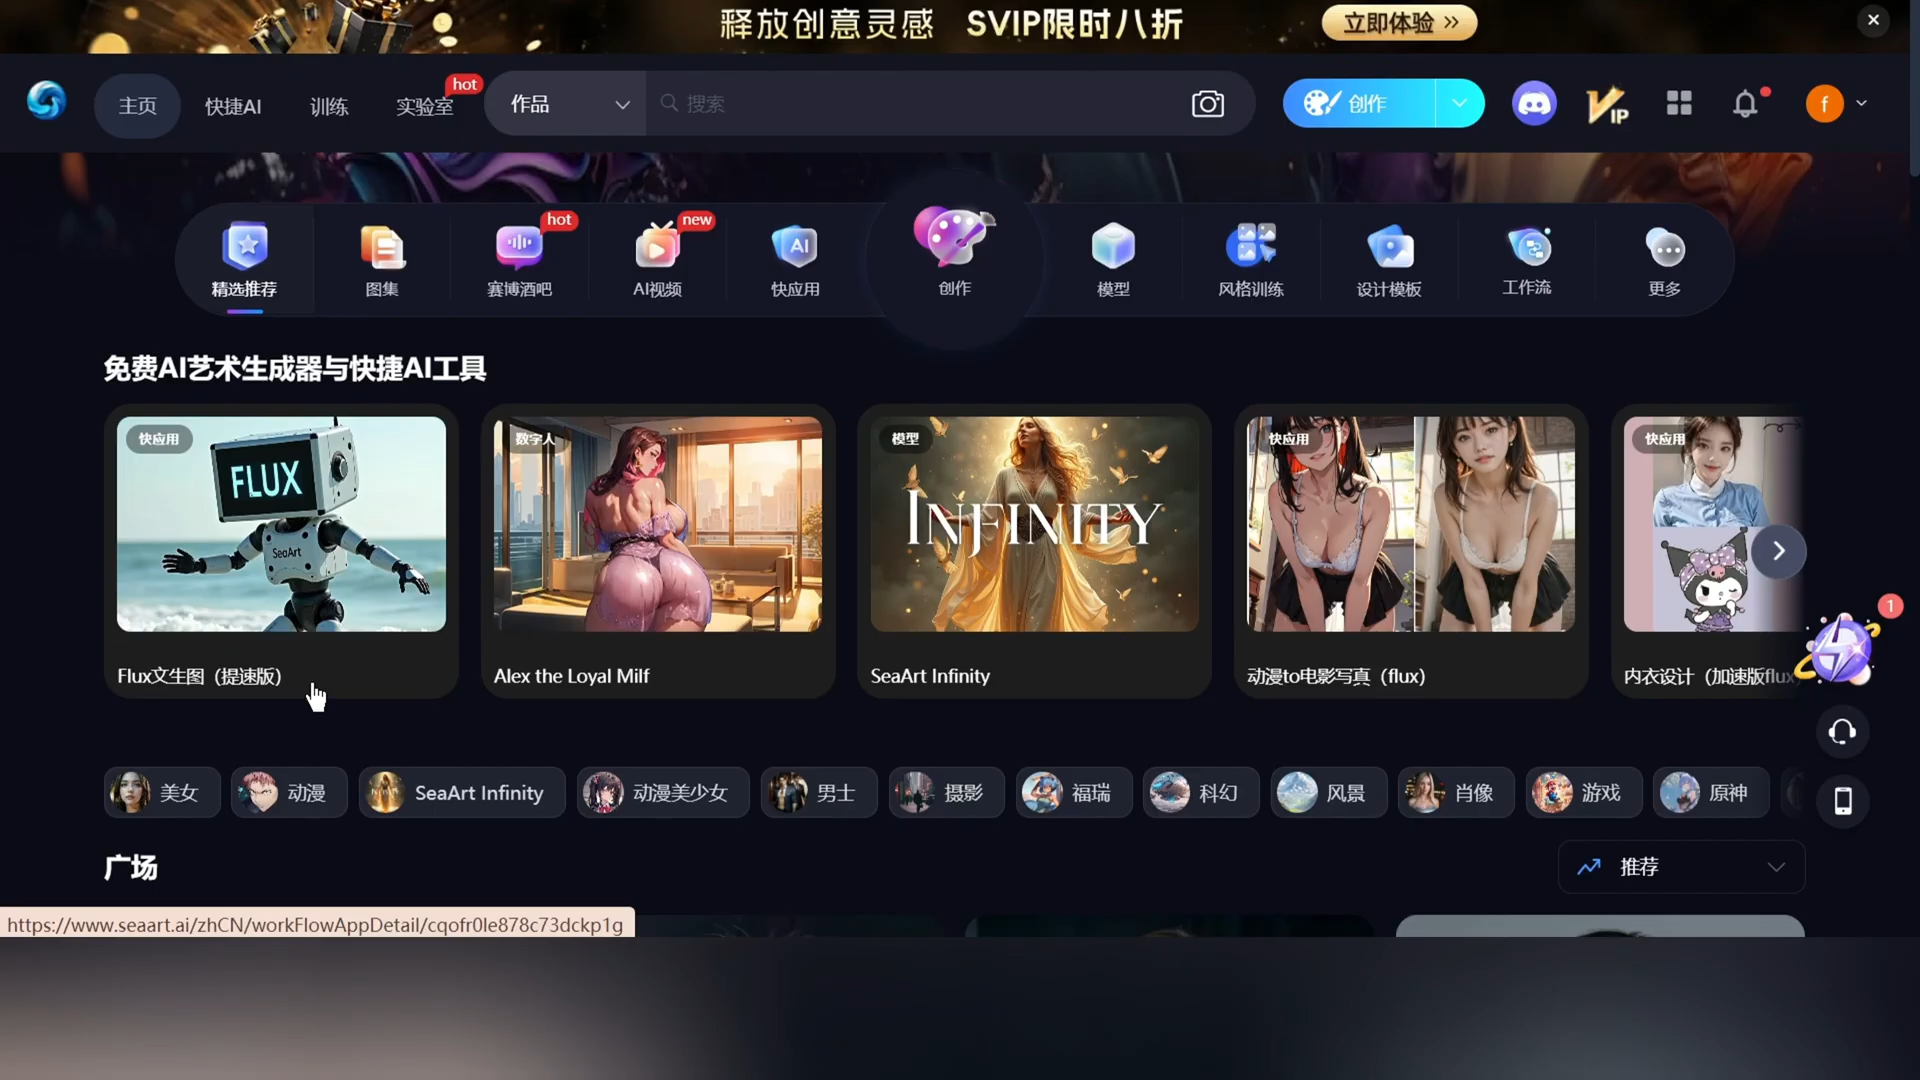 释放创意灵感 SVIP限时八折 立即体验 >>
主页 快捷AI 训练 实验室 hot 作品 搜索 创作 VIP f
精选推荐 图集 赛博酒吧 hot AI视频 new 快应用 创作 模型 风格训练 设计模板 工作流 更多
AI
免费AI艺术生成器与快捷AI工具
快应用 数字人 模型 快应用 快应用
FLUX
SeaArt
INFINITY
1
Flux文生图（提速版） Alex the Loyal Milf SeaArt Infinity 动漫to电影写真（flux） 内衣设计（加速版flux
美女 动漫 SeaArt Infinity 动漫美少女 男士 摄影 福瑞 科幻 风景 肖像 游戏 原神
广场 推荐
https://www.seaart.ai/zhCN/workFlowAppDetail/cqofr0le878c73dckp1g